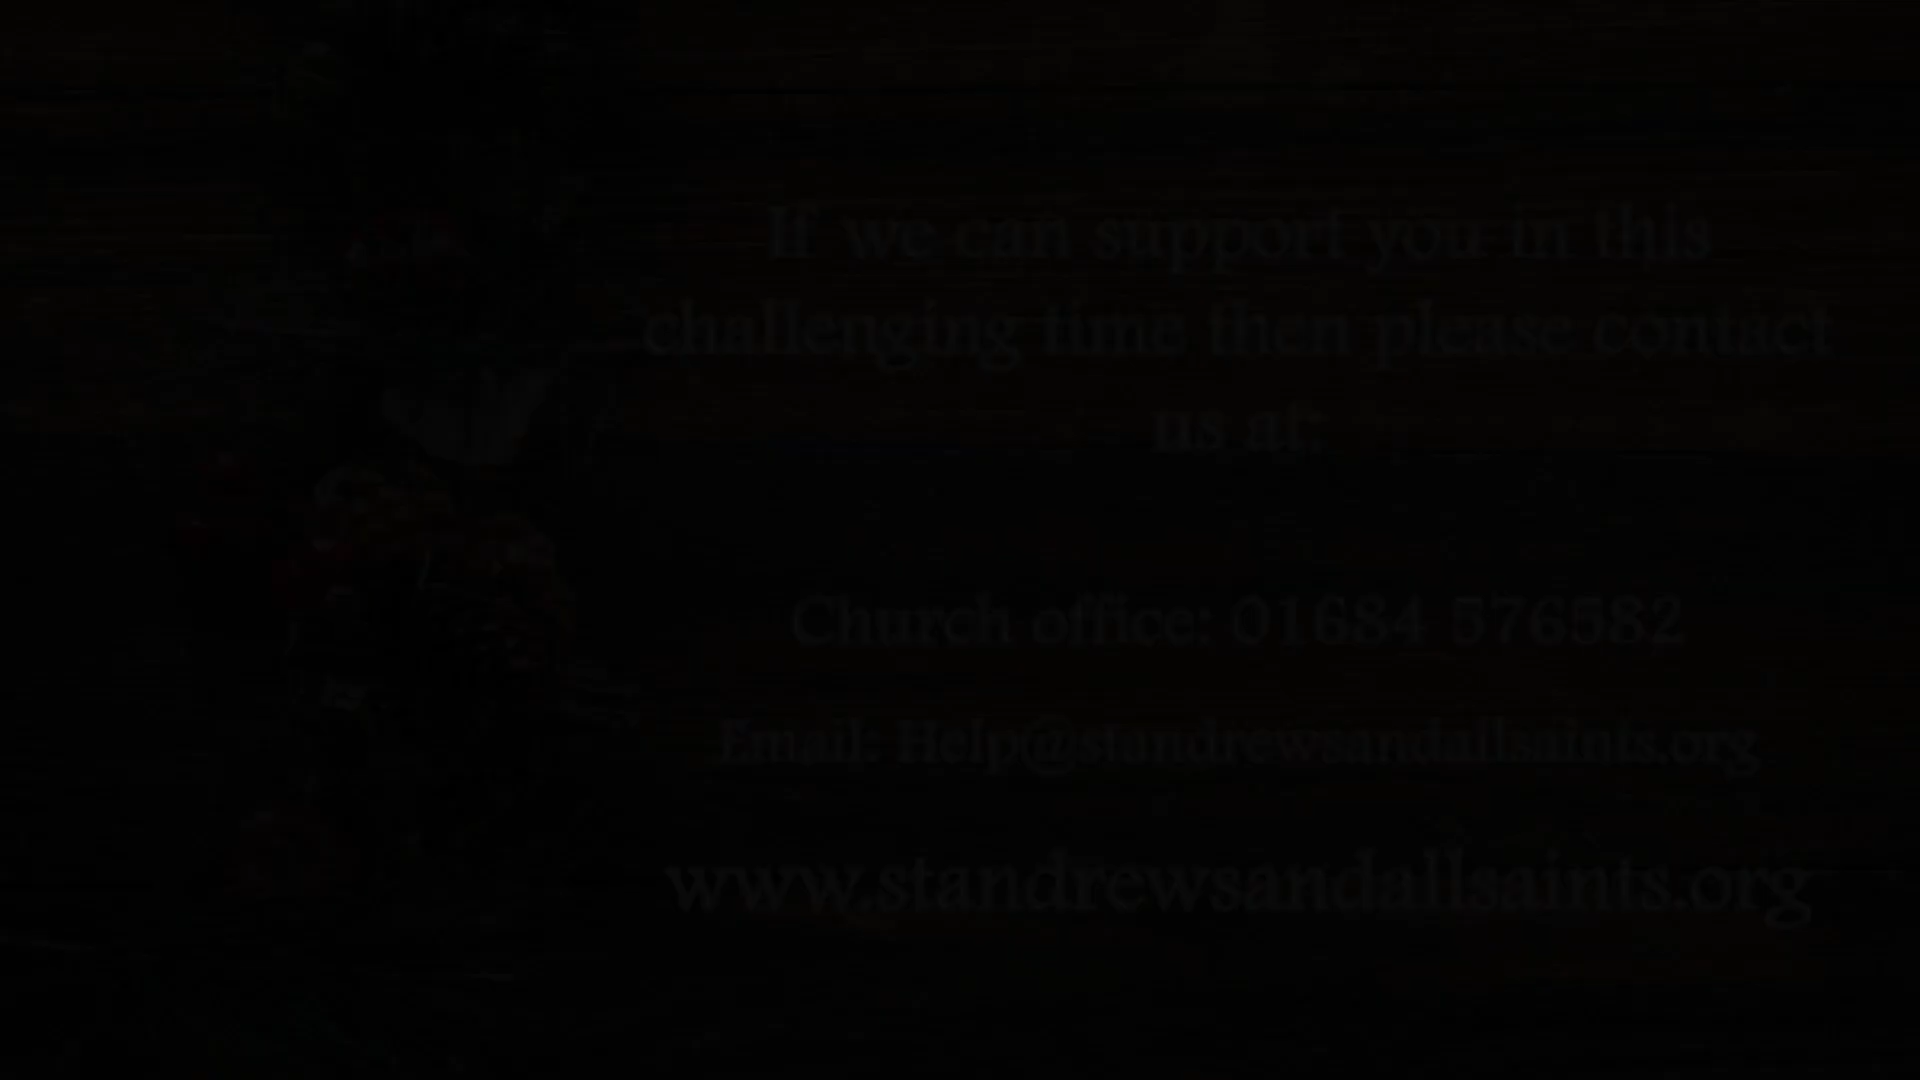 If we can support you in this
challenging time then please contact
us at:
Church office: 01684 576582
Email: Help@standrewsandallsaints.org
www.standrewsandallsaints.org